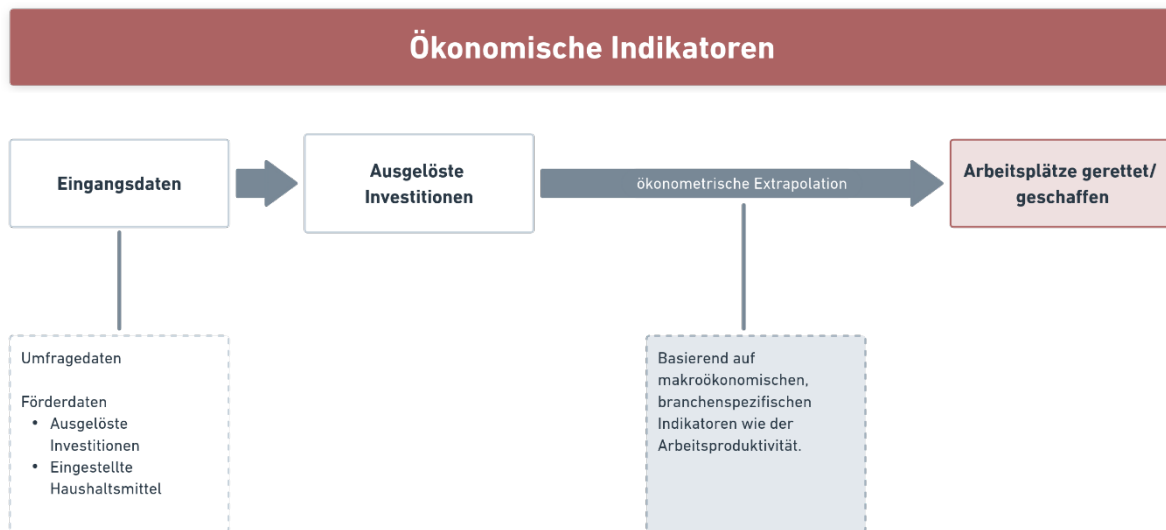 Ökonomische Indikatoren
Eingangsdaten
Ausgelöste
Investitionen
ökonometrische Extrapolation
Arbeitsplätze gerettet/
geschaffen
Umfragedaten
Förderdaten
• Ausgelöste
Investitionen
• Eingestellte
Haushaltsmittel
Basierend auf
makroökonomischen,
branchenspezifischen
Indikatoren wie der
Arbeitsproduktivität.